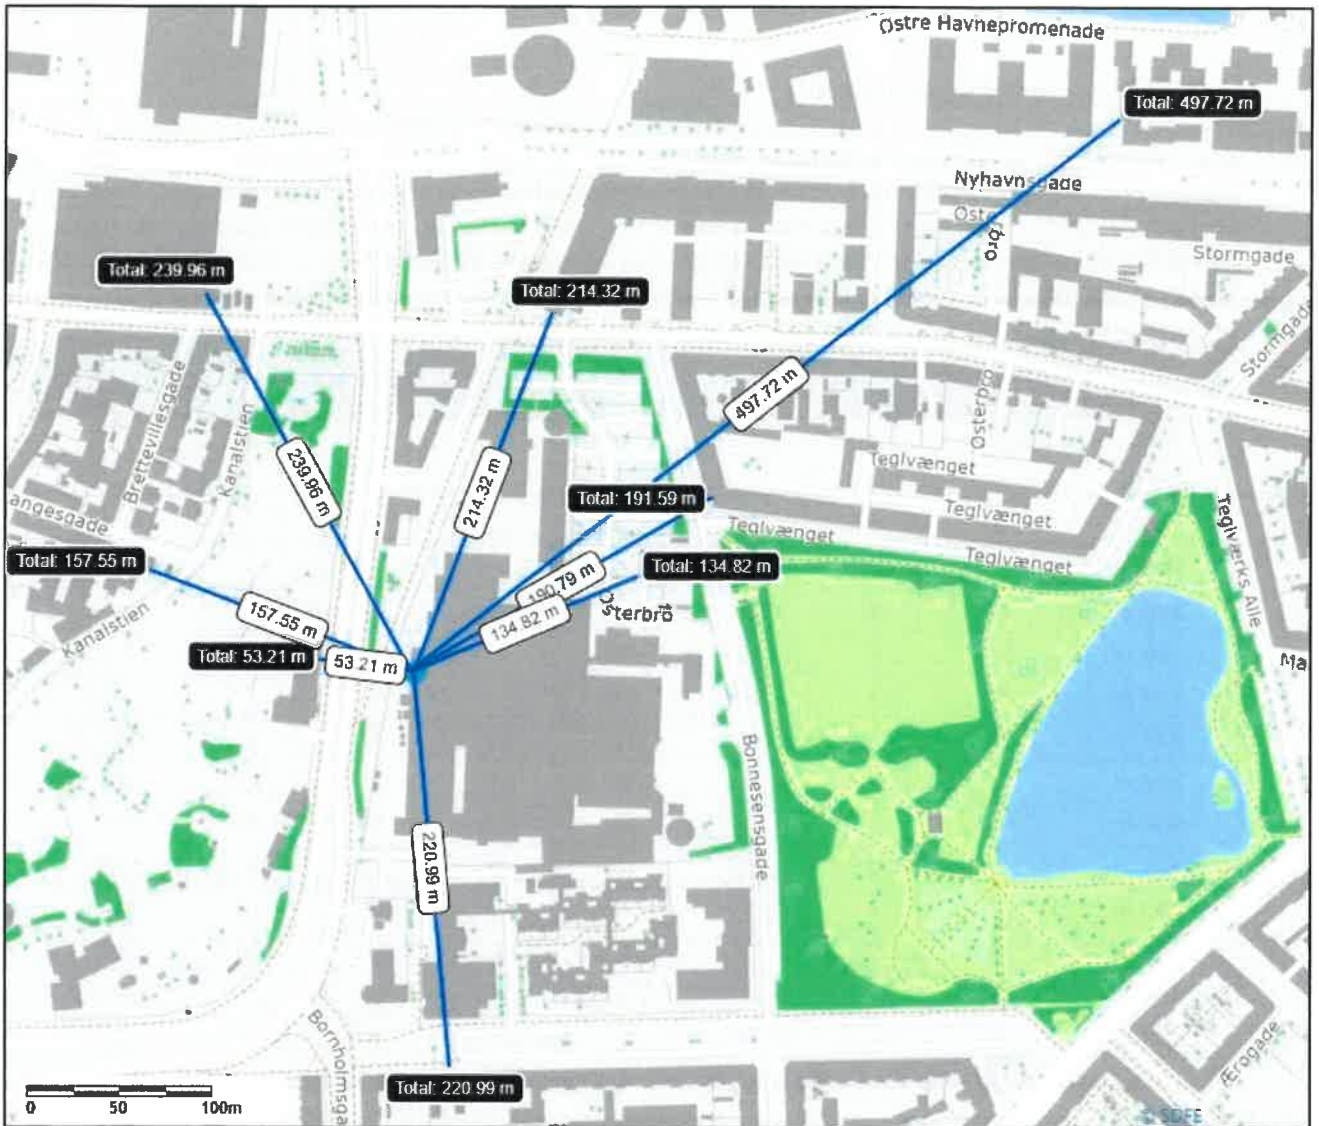 Østre Havnepromenade
Total: 497.72 m
Nyhavnsgade
Øster
bro
Stormgade
Total: 239.96 m
Total: 214.32 m
Stormgade
Brettevillesgade
Kanalstien
497.72 m
Østerbro
239.96 m
214.32 m
Teglvænget
angesgade
Total: 191.59 m
Teglvænget
Teglvænget
Teglværks Alle
Total: 157.55 m
Teglvænget
Total: 134.82 m
190.79 m
157.55 m
134.82 m
Østerbro
Kanalstien
Total: 53.21 m
53.21 m
Ma
Bonnesensgade
220.99 m
Bornholmsga
Ærøgade
Total: 220.99 m
0 50 100m
© SDFE